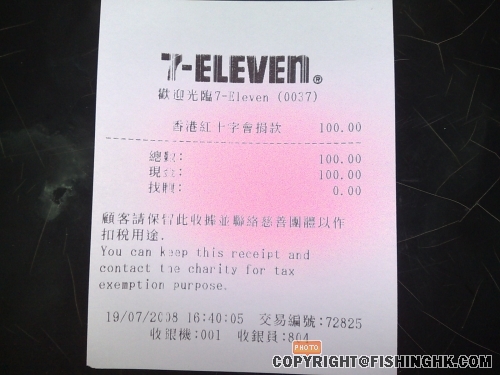 7-ELEVEN®
歡迎光臨7-Eleven (0037)
香港紅十字會捐款 100.00
總數: 100.00
現金: 100.00
找贖: 0.00
顧客請保留此收據並聯絡慈善團體以作
扣稅用途.
You can keep this receipt and
contact the charity for tax
exemption purpose.
19/07/2008 16:40:05 交易編號:72825
收銀機:001 收銀員:804
PHOTO
COPYRIGHT@FISHINGHK.COM